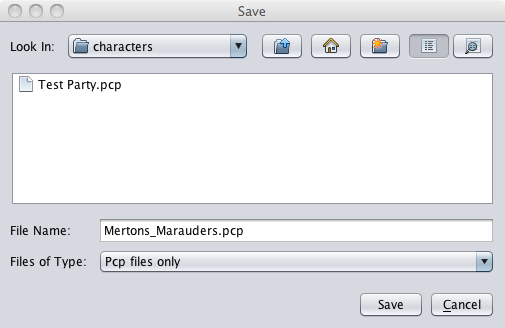 Save
Look In: characters
Test Party.pcp
File Name: Mertons_Marauders.pcp
Files of Type: Pcp files only
Save Cancel